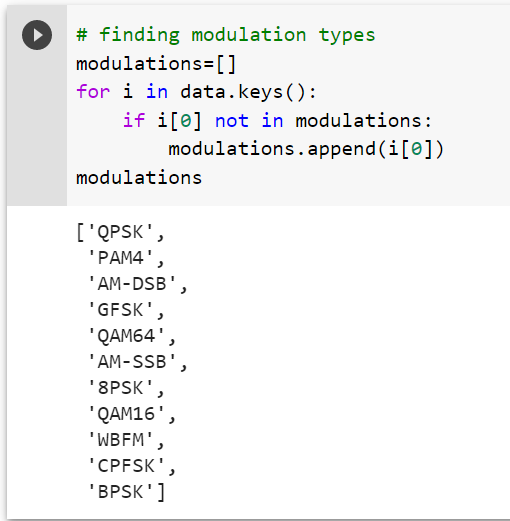 # finding modulation types
modulations=[]
for i in data.keys():
    if i[0] not in modulations:
        modulations.append(i[0])
modulations
['QPSK',
 'PAM4',
 'AM-DSB',
 'GFSK',
 'QAM64',
 'AM-SSB',
 '8PSK',
 'QAM16',
 'WBFM',
 'CPFSK',
 'BPSK']